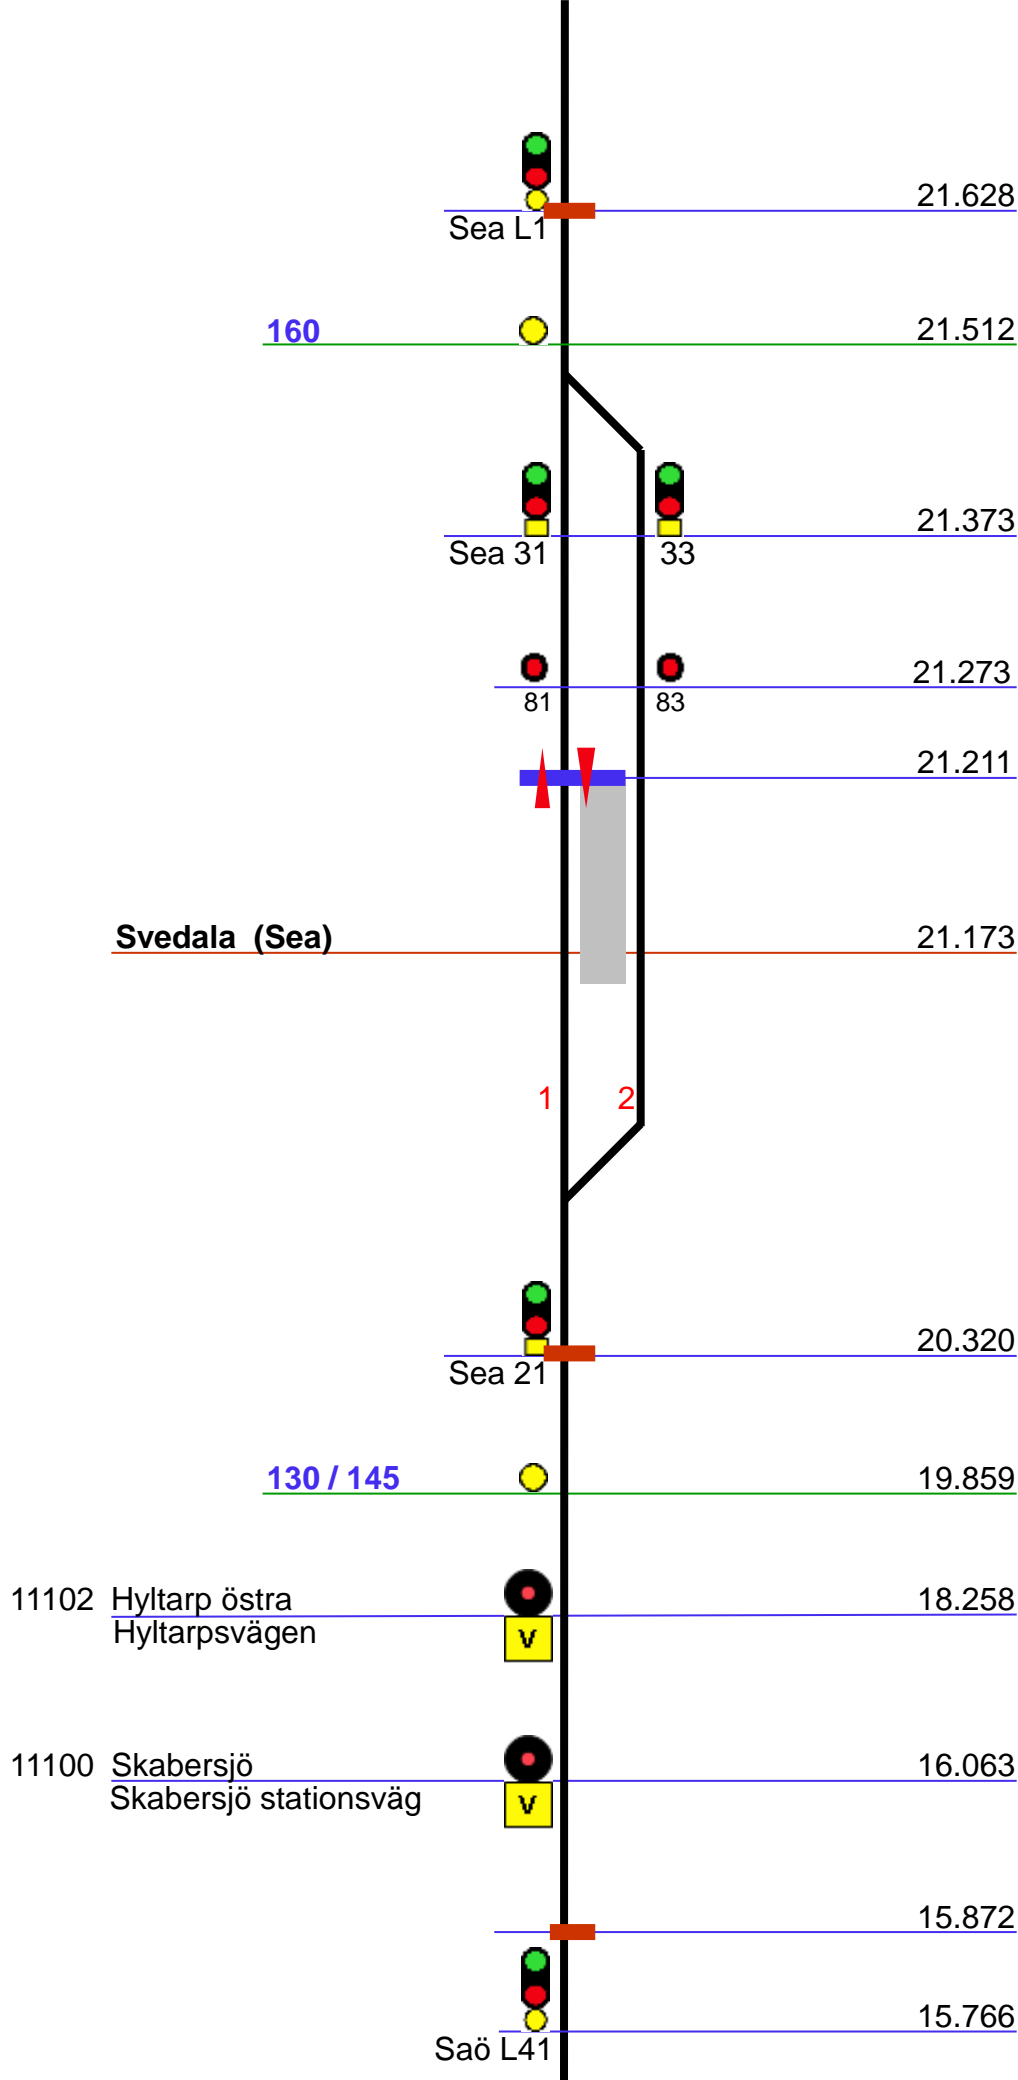 21.628
Sea L1
160
21.512
21.373
Sea 31
33
21.273
81
83
21.211
Svedala (Sea)
21.173
1
2
20.320
Sea 21
130 / 145
19.859
11102 Hyltarp östra
18.258
Hyltarpsvägen
V
11100 Skabersjö
16.063
Skabersjö stationsväg
V
15.872
15.766
Saö L41